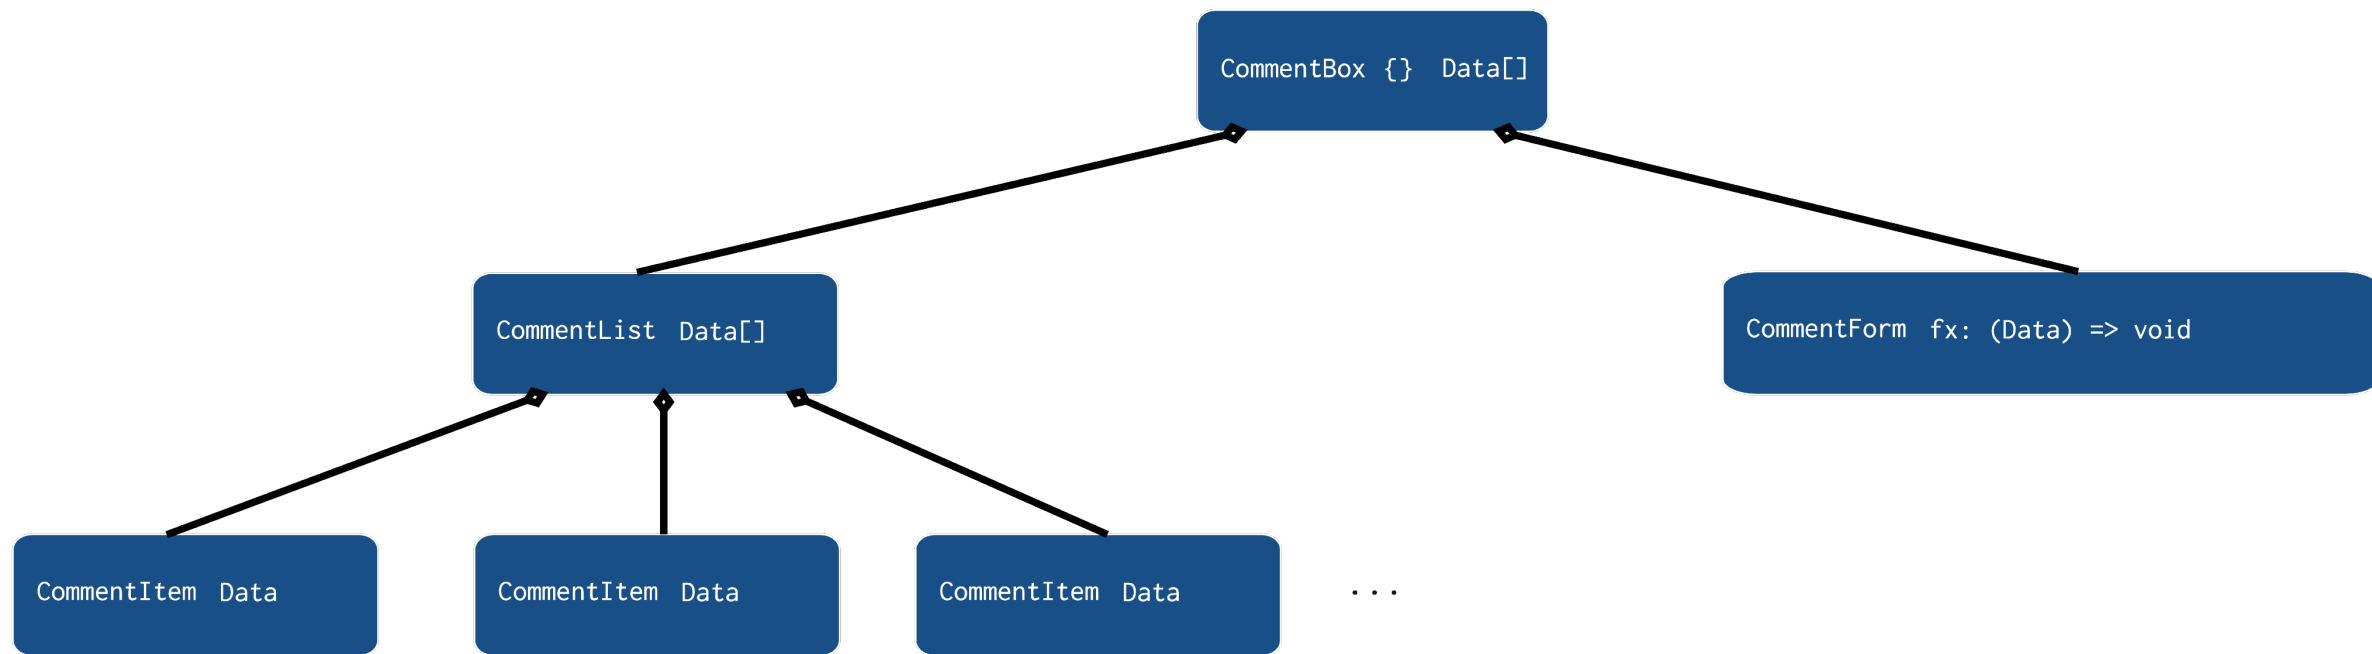 CommentBox {} Data[]
CommentList Data[]
CommentForm fx: (Data) => void
CommentItem Data
CommentItem Data
CommentItem Data
...